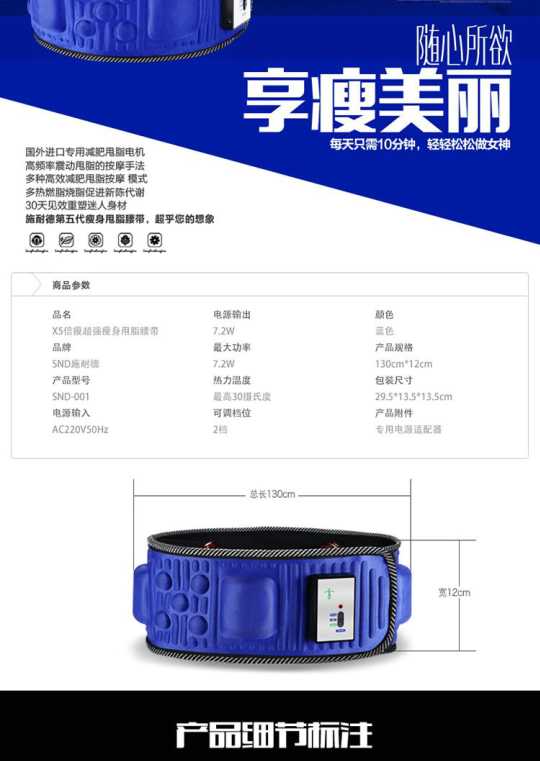 随心所欲
享瘦美丽
每天只需10分钟，轻轻松松做女神
国外进口专用减肥甩脂电机
高频率震动甩脂的按摩手法
多种高效减肥甩脂按摩 模式
多热燃脂烧脂促进新陈代谢
30天见效重塑迷人身材
施耐德第五代瘦身甩脂腰带，超乎您的想象
商品参数
品名 电源输出 颜色
X5倍瘦超强瘦身甩脂腰带 7.2W 蓝色
品牌 最大功率 产品规格
SND施耐德 7.2W 130cm*12cm
产品型号 热力温度 包装尺寸
SND-001 最高30摄氏度 29.5*13.5*13.5cm
电源输入 可调档位 产品附件
AC220V50Hz 2档 专用电源适配器
总长130cm
宽12cm
产品细节标注